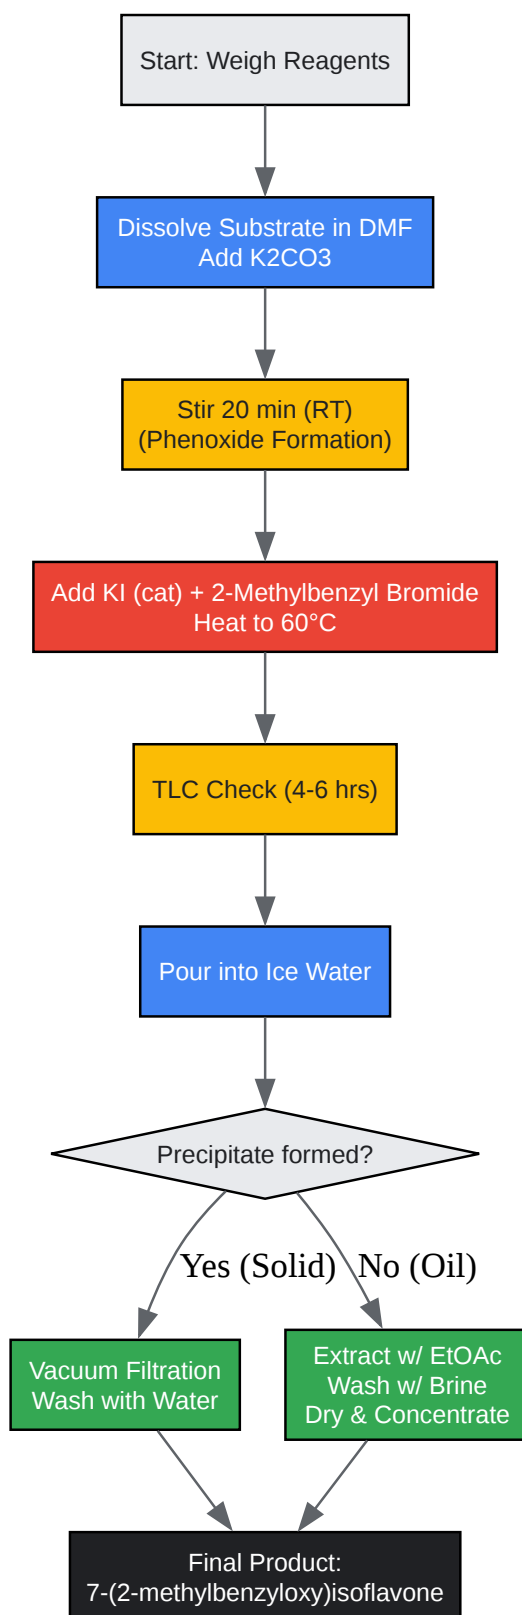 Start: Weigh Reagents
Dissolve Substrate in DMF
Add K2CO3
Stir 20 min (RT)
(Phenoxide Formation)
Add KI (cat) + 2-Methylbenzyl Bromide
Heat to 60°C
TLC Check (4-6 hrs)
Pour into Ice Water
Precipitate formed?
Yes (Solid)
No (Oil)
Vacuum Filtration
Wash with Water
Extract w/ EtOAc
Wash w/ Brine
Dry & Concentrate
Final Product:
7-(2-methylbenzyloxy)isoflavone